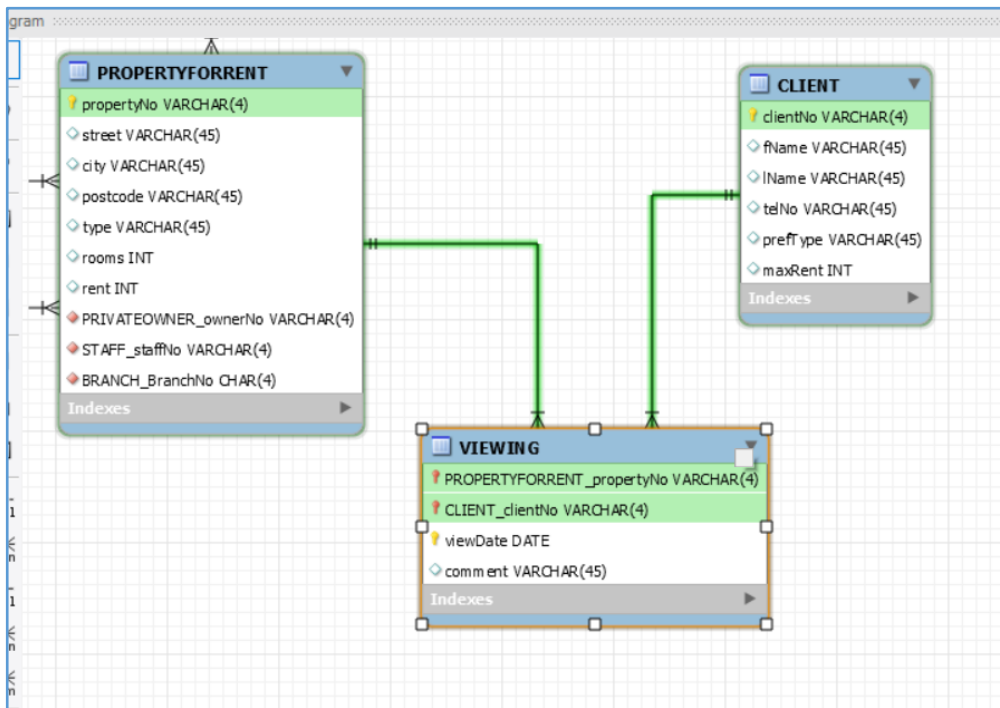 gram
PROPERTYFORRENT
propertyNo VARCHAR(4)
street VARCHAR(45)
city VARCHAR(45)
postcode VARCHAR(45)
type VARCHAR(45)
rooms INT
rent INT
PRIVATEOWNER_ownerNo VARCHAR(4)
STAFF_staffNo VARCHAR(4)
BRANCH_BranchNo CHAR(4)
Indexes
CLIENT
clientNo VARCHAR(4)
fName VARCHAR(45)
lName VARCHAR(45)
telNo VARCHAR(45)
prefType VARCHAR(45)
maxRent INT
Indexes
VIEWING
PROPERTYFORRENT_propertyNo VARCHAR(4)
CLIENT_clientNo VARCHAR(4)
viewDate DATE
comment VARCHAR(45)
Indexes
1
n
1
n
n